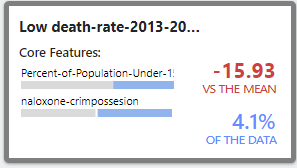 Low death-rate-2013-20...
Core Features:
Percent-of-Population-Under-15
-15.93
VS THE MEAN
naloxone-crimpossesion
4.1%
OF THE DATA